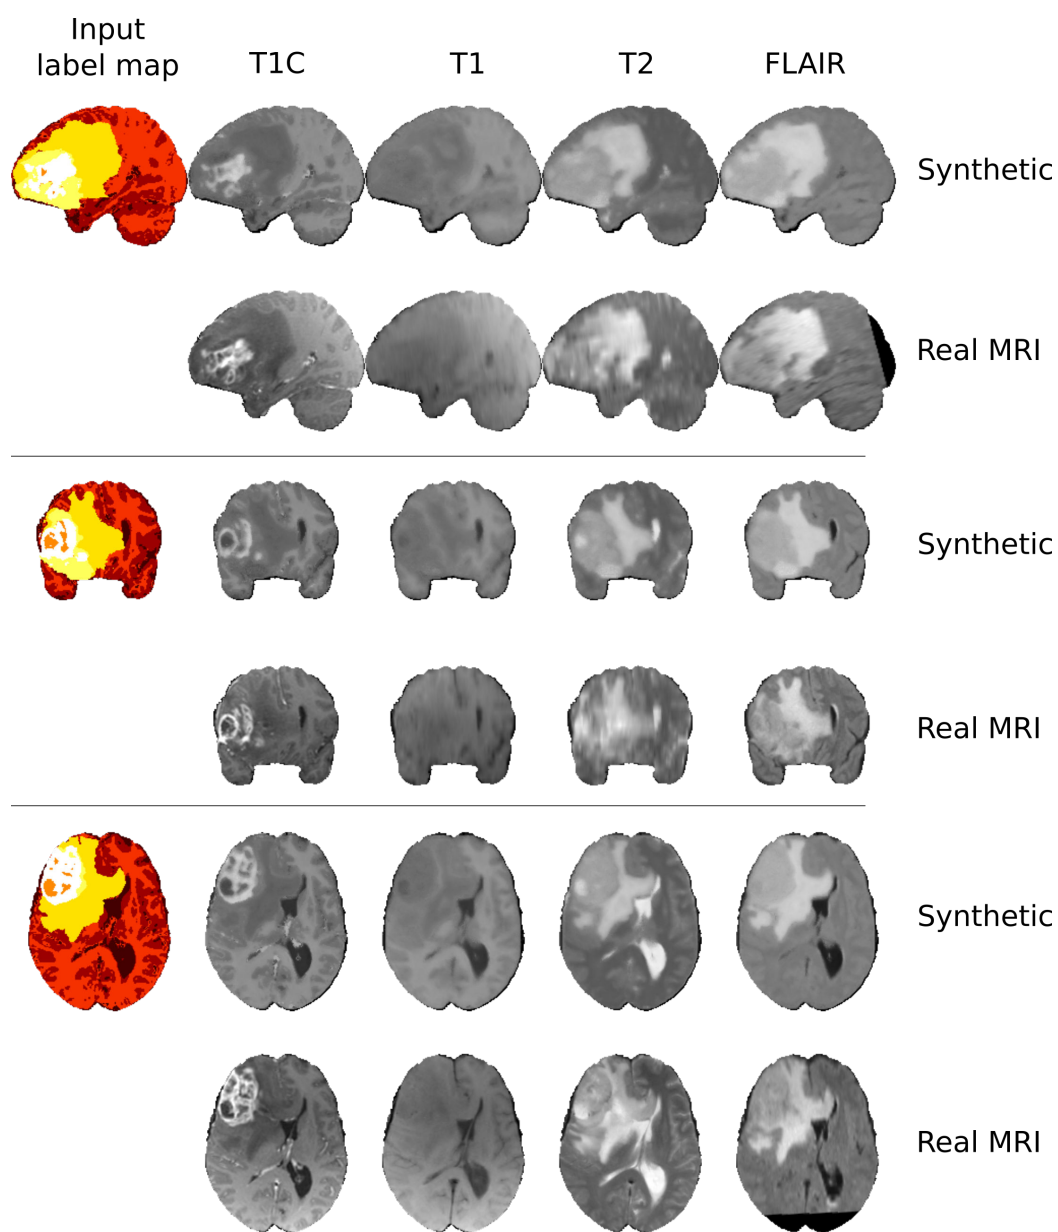 Input
label map
T1C
T1
T2
FLAIR
Synthetic
Real MRI
Synthetic
Real MRI
Synthetic
Real MRI